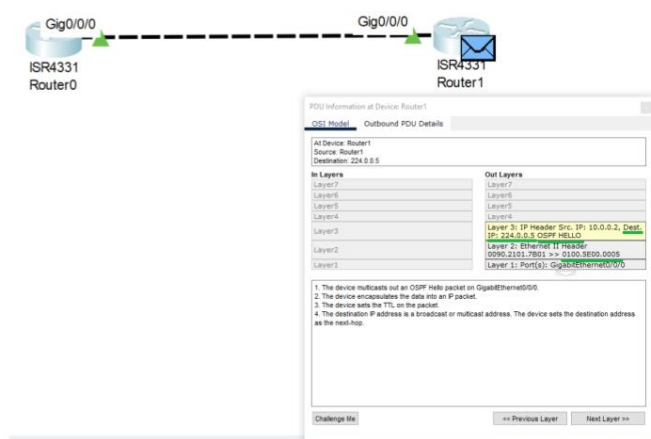 Gig0/0/0
Gig0/0/0
ISR4331
Router0
ISR4331
Router1
PDU Information at Device: Router1
OSI Model Outbound PDU Details
At Device: Router1
Source: Router1
Destination: 224.0.0.5
In Layers
Out Layers
Layer7
Layer7
Layer6
Layer6
Layer5
Layer5
Layer4
Layer4
Layer3
Layer 3: IP Header Src. IP: 10.0.0.2, Dest.
IP: 224.0.0.5 OSPF HELLO
Layer2
Layer 2: Ethernet II Header
0090.2101.7B01 >> 0100.5E00.0005
Layer1
Layer 1: Port(s): GigabitEthernet0/0/0
1. The device multicasts out an OSPF Hello packet on GigabitEthernet0/0/0.
2. The device encapsulates the data into an IP packet.
3. The device sets the TTL on the packet.
4. The destination IP address is a broadcast or multicast address. The device sets the destination address
as the next-hop.
Challenge Me
<< Previous Layer
Next Layer >>